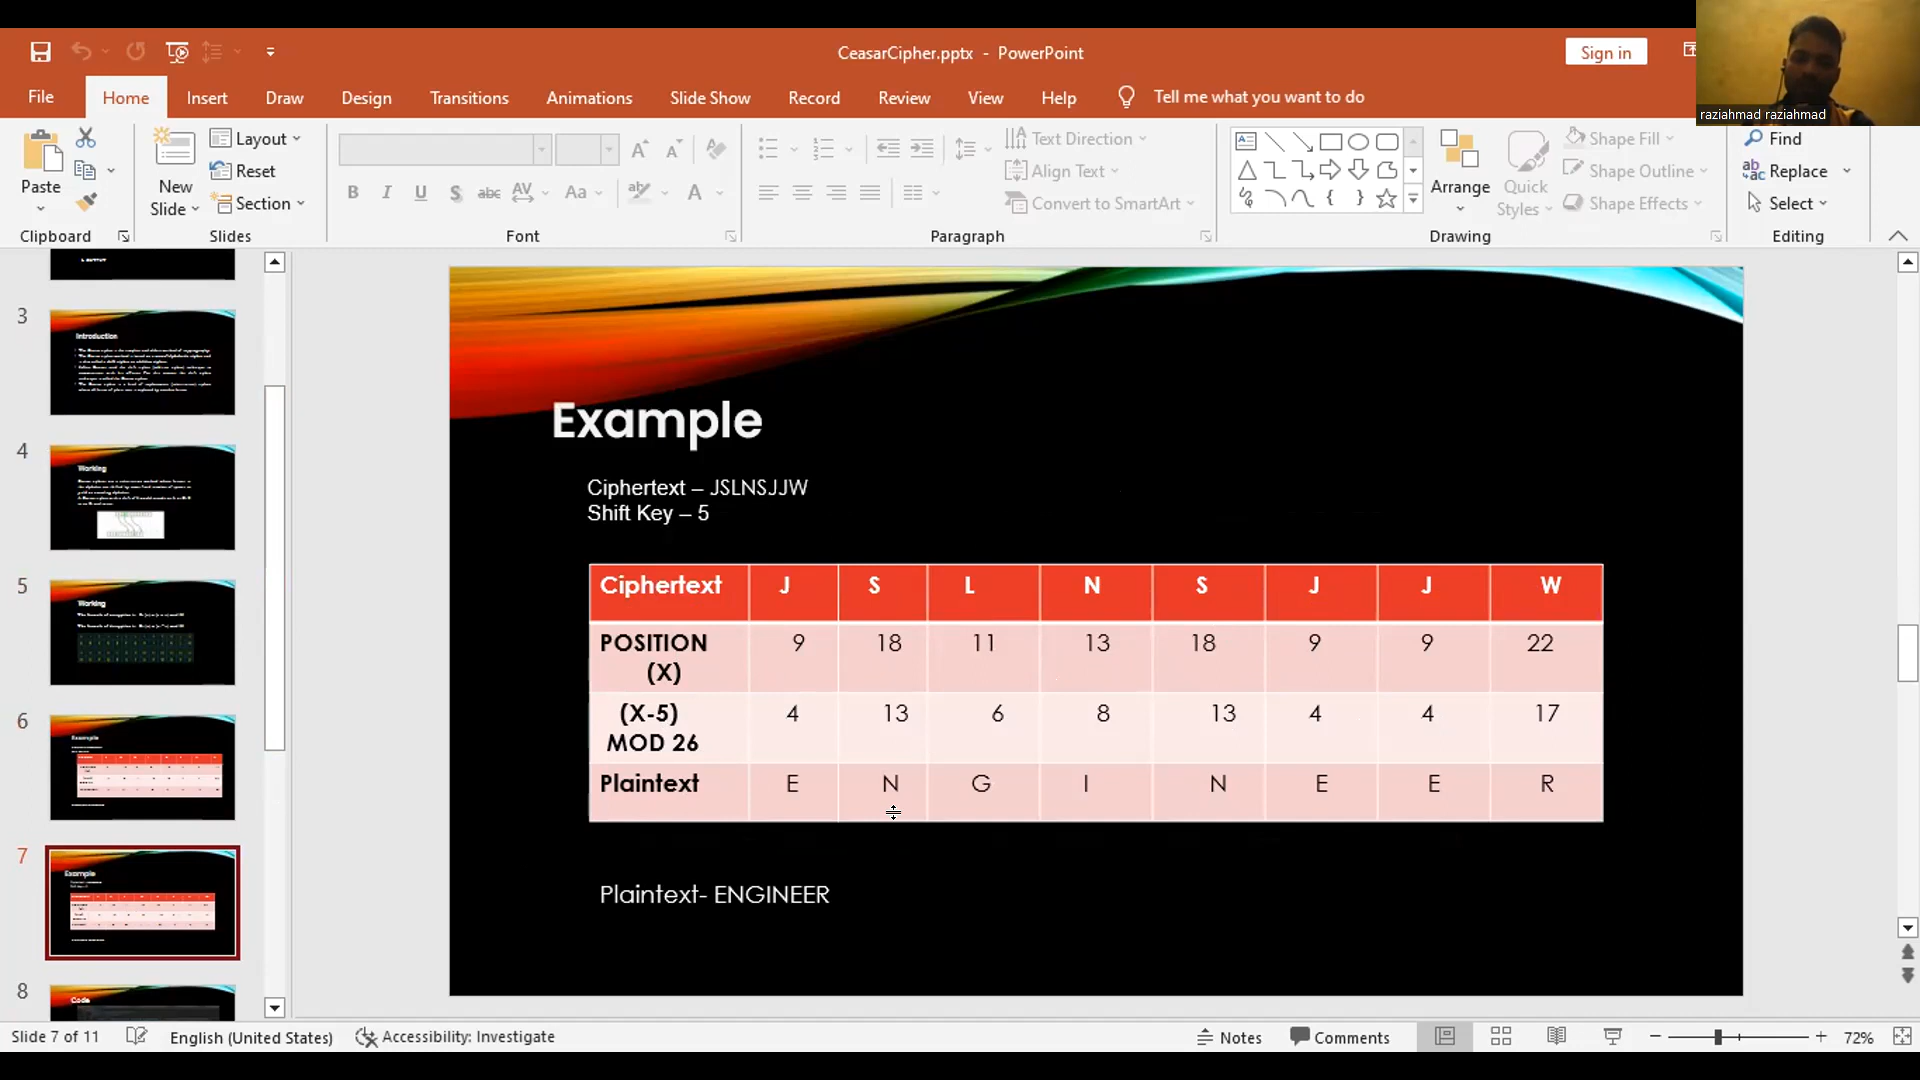 CeasarCipher.pptx - PowerPoint
Sign in
raziahmad raziahmad
File Home Insert Draw Design Transitions Animations Slide Show Record Review View Help Tell me what you want to do
Paste
Clipboard
New Slide
Layout
Reset
Section
Slides
Font
Text Direction
Align Text
Convert to SmartArt
Paragraph
Arrange
Quick Styles
Shape Fill
Shape Outline
Shape Effects
Drawing
Find
Replace
Select
Editing
3
Introduction
4
Working
5
Working
6
Example
7
Example
8
Code
Example
Ciphertext – JSLNSJJW
Shift Key – 5
Ciphertext J S L N S J J W
POSITION (X) 9 18 11 13 18 9 9 22
(X-5) MOD 26 4 13 6 8 13 4 4 17
Plaintext E N G I N E E R
Plaintext- ENGINEER
Slide 7 of 11 English (United States) Accessibility: Investigate Notes Comments 72%